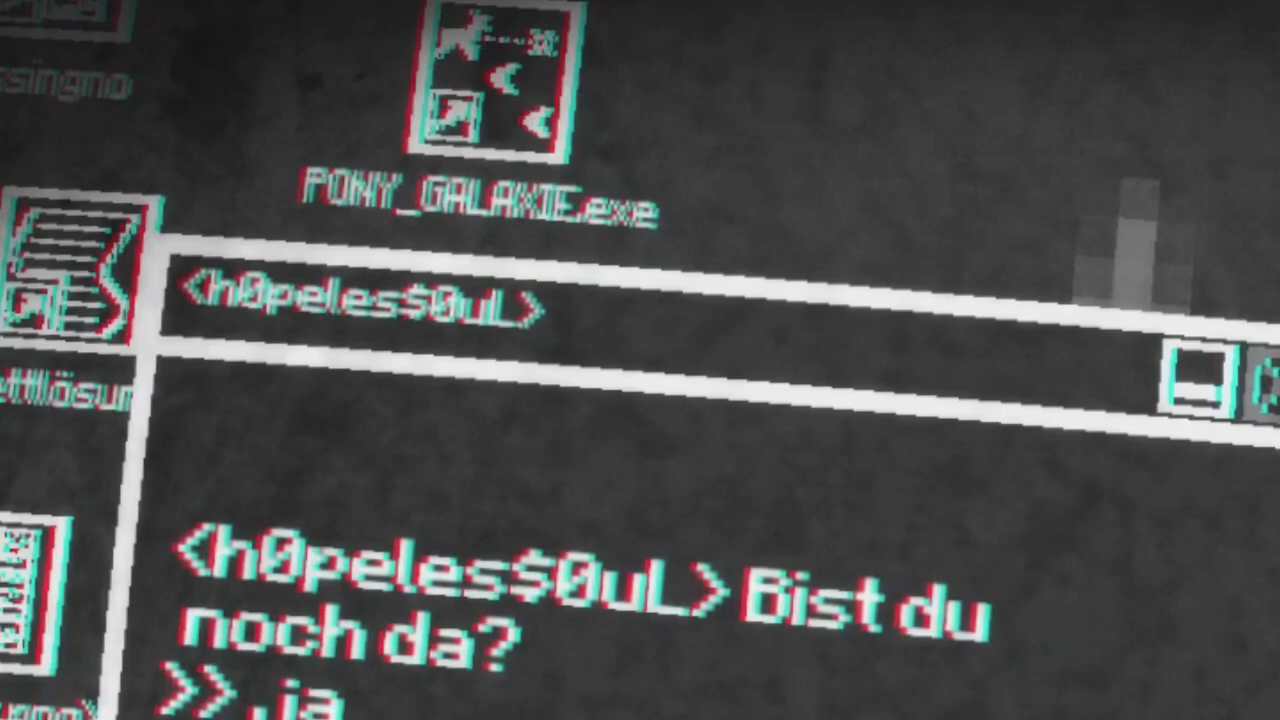 PONY_GALAXIE.exe
<h0peles$0uL>
<h0peles$0uL> Bist du
noch da?
>> ja